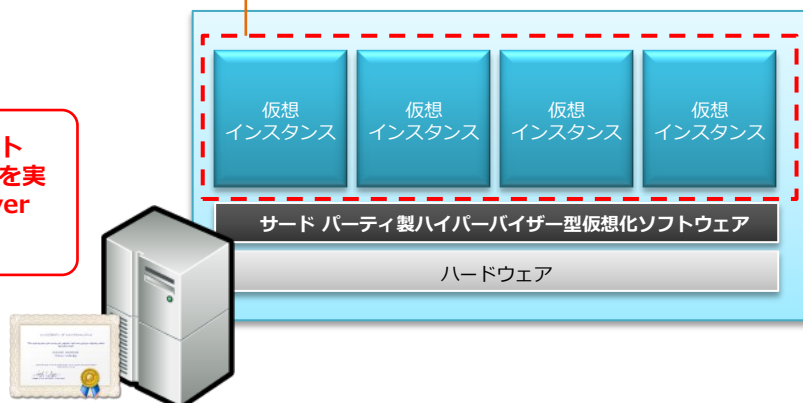 仮想
インスタンス
仮想
インスタンス
仮想
インスタンス
仮想
インスタンス
ト
を実
ver
サード パーティ製ハイパーバイザー型仮想化ソフトウェア
ハードウェア